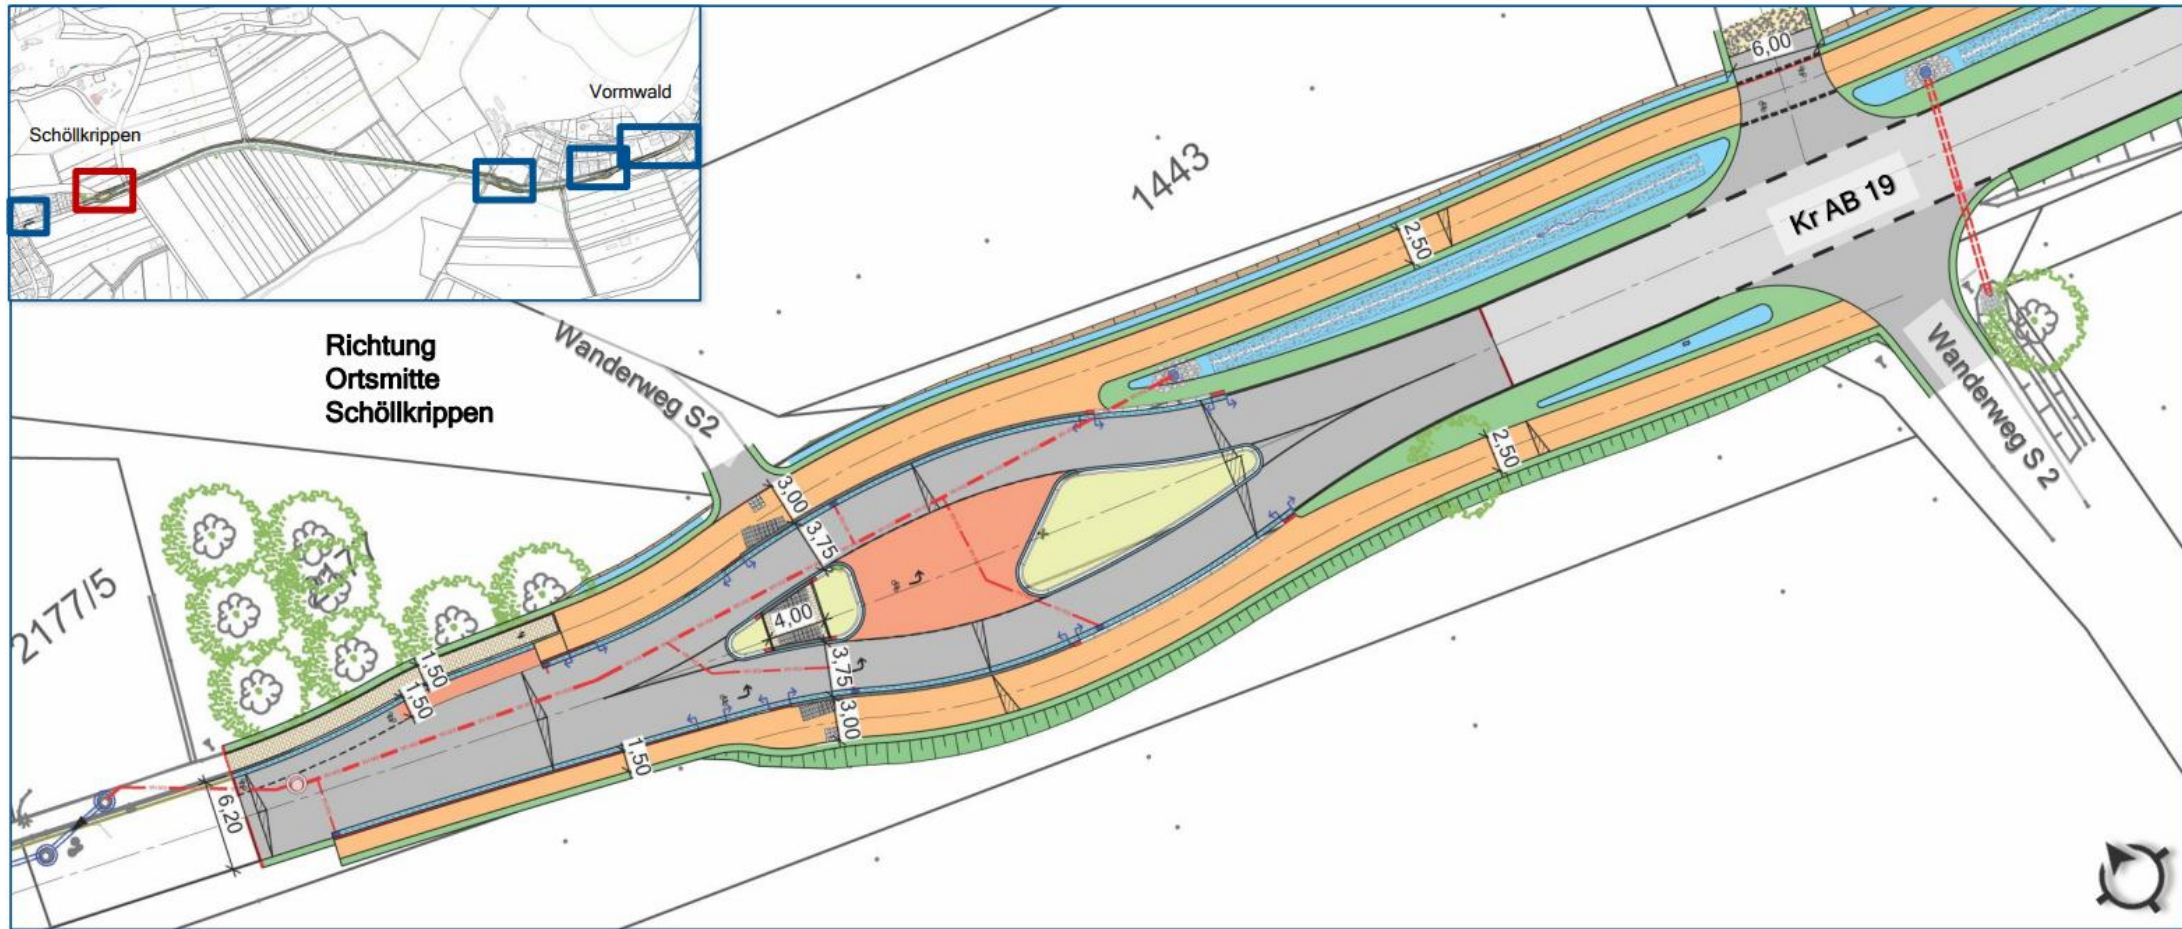 Vormwald
Schöllkrippen
Richtung
Ortsmitte
Schöllkrippen
Wanderweg S2
1443
6,00
Kr AB 19
2,50
Wanderweg S 2
2,50
3,00
3,75
4,00
3,75
3,00
2177/5
1,50
1,50
1,50
6,20